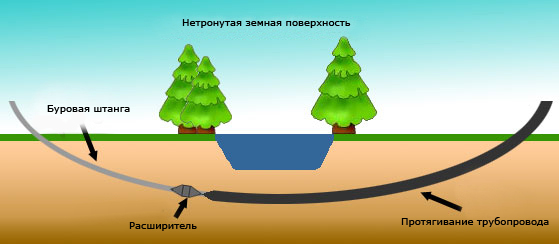 Нетронутая земная поверхность
Буровая штанга
Расширитель
Протягивание трубопровода